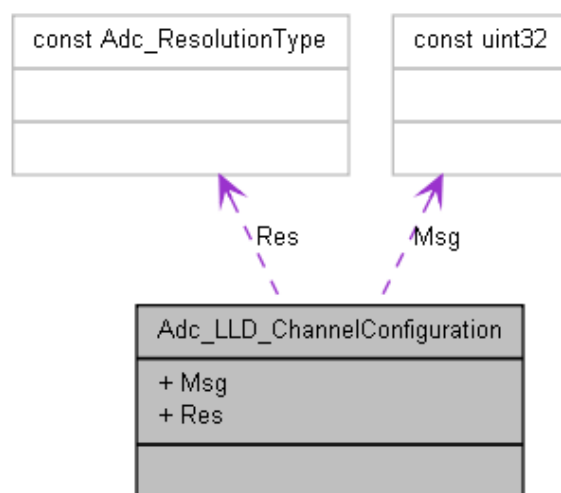 const Adc_ResolutionType
const uint32
Res
Msg
Adc_LLD_ChannelConfiguration
+ Msg
+ Res